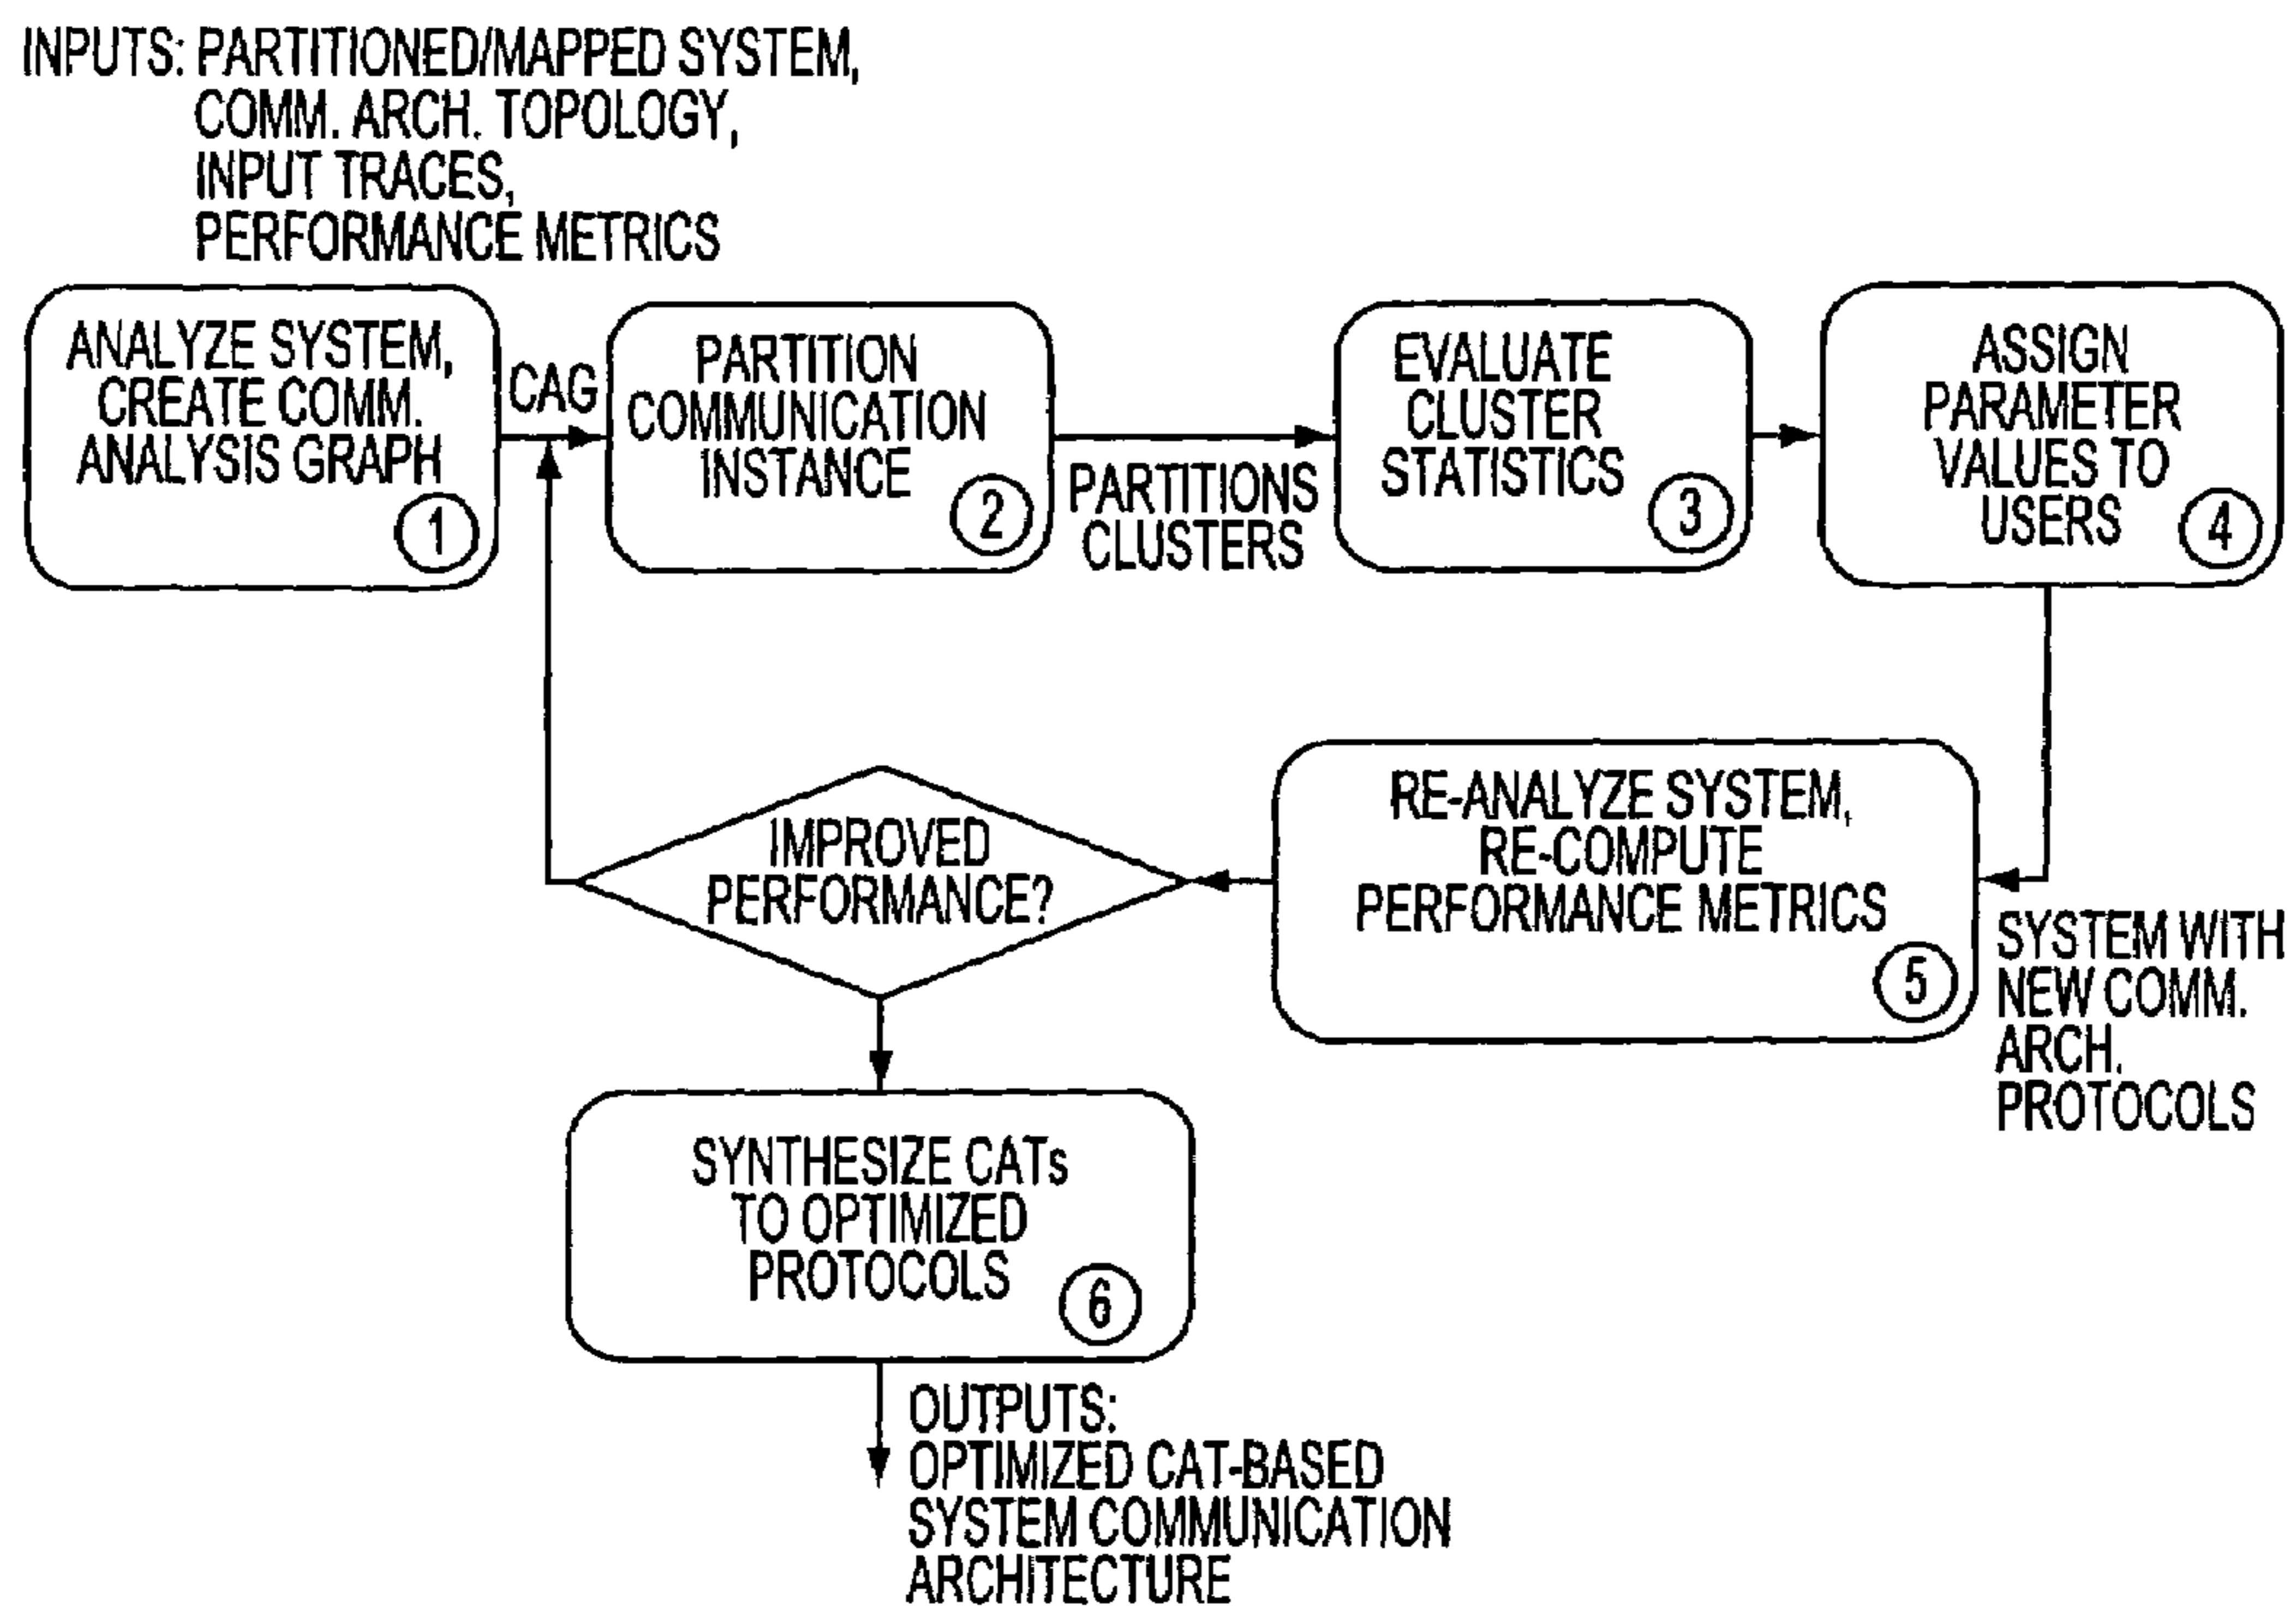 INPUTS: PARTITIONED/MAPPED SYSTEM,
COMM. ARCH. TOPOLOGY,
INPUT TRACES,
PERFORMANCE METRICS
ANALYZE SYSTEM,
CREATE COMM.
ANALYSIS GRAPH
1
CAG
PARTITION
COMMUNICATION
INSTANCE
2
PARTITIONS
CLUSTERS
EVALUATE
CLUSTER
STATISTICS
3
ASSIGN
PARAMETER
VALUES TO
USERS
4
SYSTEM WITH
NEW COMM.
ARCH.
PROTOCOLS
RE-ANALYZE SYSTEM,
RE-COMPUTE
PERFORMANCE METRICS
5
IMPROVED
PERFORMANCE?
SYNTHESIZE CATs
TO OPTIMIZED
PROTOCOLS
6
OUTPUTS:
OPTIMIZED CAT-BASED
SYSTEM COMMUNICATION
ARCHITECTURE